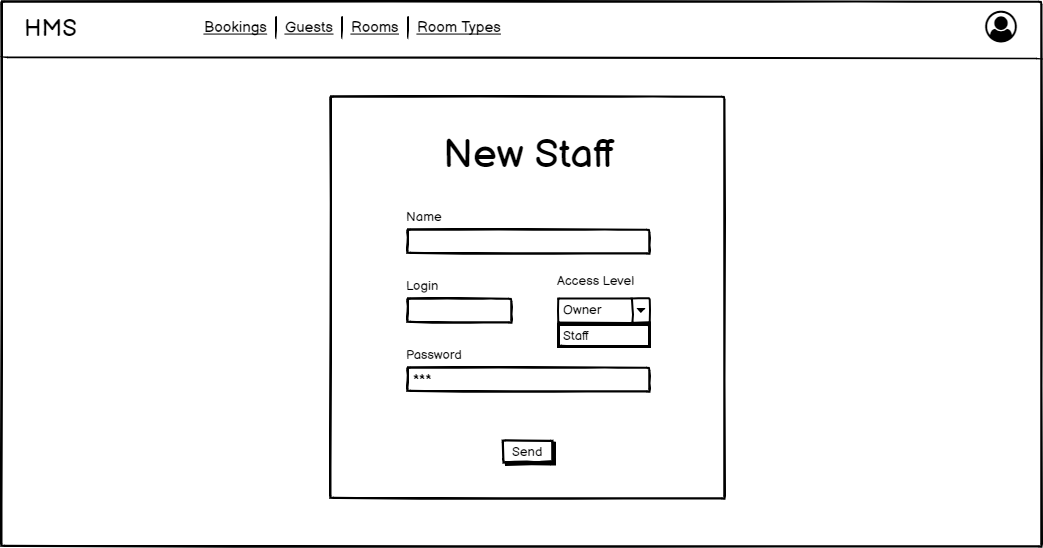 HMS
Bookings Guests Rooms Room Types
New Staff
Name
Login
Access Level
Owner
Staff
Password
***
Send